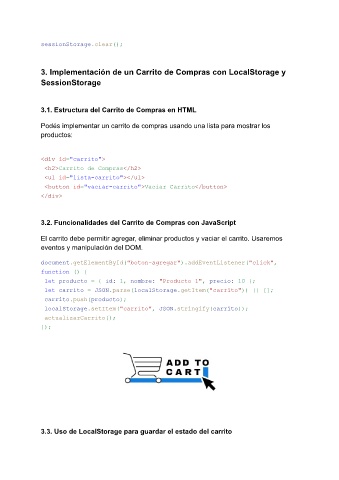 sessionStorage.clear();
3. Implementación de un Carrito de Compras con LocalStorage y
SessionStorage
3.1. Estructura del Carrito de Compras en HTML
Podés implementar un carrito de compras usando una lista para mostrar los
productos:
<div id="carrito">
<h2>Carrito de Compras</h2>
<ul id="lista-carrito"></ul>
<button id="vaciar-carrito">Vaciar Carrito</button>
</div>
3.2. Funcionalidades del Carrito de Compras con JavaScript
El carrito debe permitir agregar, eliminar productos y vaciar el carrito. Usaremos
eventos y manipulación del DOM.
document.getElementById("boton-agregar").addEventListener("click",
function () {
let producto = { id: 1, nombre: "Producto 1", precio: 10 };
let carrito = JSON.parse(localStorage.getItem("carrito")) || [];
carrito.push(producto);
localStorage.setItem("carrito", JSON.stringify(carrito));
actualizarCarrito();
});
ADD TO
CART
3.3. Uso de LocalStorage para guardar el estado del carrito